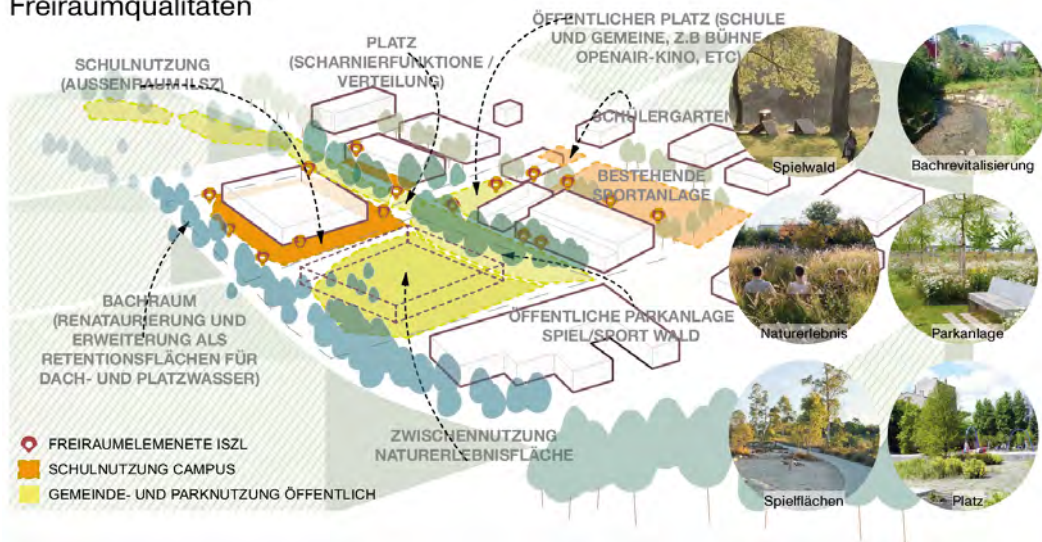 Freiraumqualitäten
SCHULNUTZUNG
(AUSSENRAUM ILSZ)
PLATZ
(SCHARNIERFUNKTIONE /
VERTEILUNG)
ÖFFENTLICHER PLATZ (SCHULE
UND GEMEINE, Z.B BÜHNE,
OPENAIR-KINO, ETC)
SCHÜLERGARTEN
BESTEHENDE
SPORTANLAGE
BACHRAUM
(RENATAURIERUNG UND
ERWEITERUNG ALS
RETENTIONSFLÄCHEN FÜR
DACH- UND PLATZWASSER)
ÖFFENTLICHE PARKANLAGE
SPIEL/SPORT WALD
ZWISCHENNUTZUNG
NATURERLEBNISFLÄCHE
FREIRAUMELEMENETE ISZL
SCHULNUTZUNG CAMPUS
GEMEINDE- UND PARKNUTZUNG ÖFFENTLICH
Spielwald
Bachrevitalisierung
Naturerlebnis
Parkanlage
Spielflächen
Platz